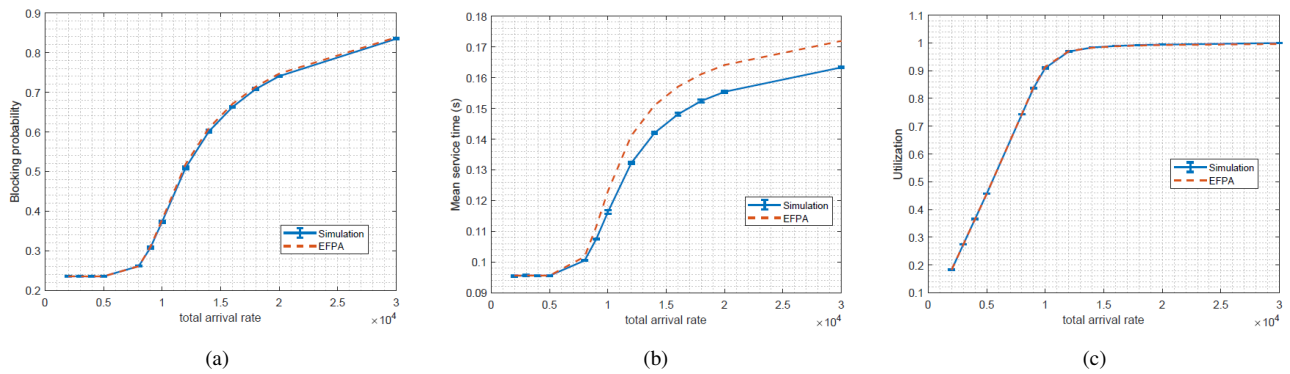 0.9
0.8
0.7
0.6
0.5
0.4
0.3
0.2
Blocking probability
Simulation
EFPA
0 0.5 1 1.5 2 2.5 3
total arrival rate
×10⁴
(a)
0.18
0.17
0.16
0.15
0.14
0.13
0.12
0.11
0.1
0.09
Mean service time (s)
Simulation
EFPA
0 0.5 1 1.5 2 2.5 3
total arrival rate
×10⁴
(b)
1.1
1
0.9
0.8
0.7
0.6
0.5
0.4
0.3
0.2
0.1
Utilization
Simulation
EFPA
0 0.5 1 1.5 2 2.5 3
total arrival rate
×10⁴
(c)